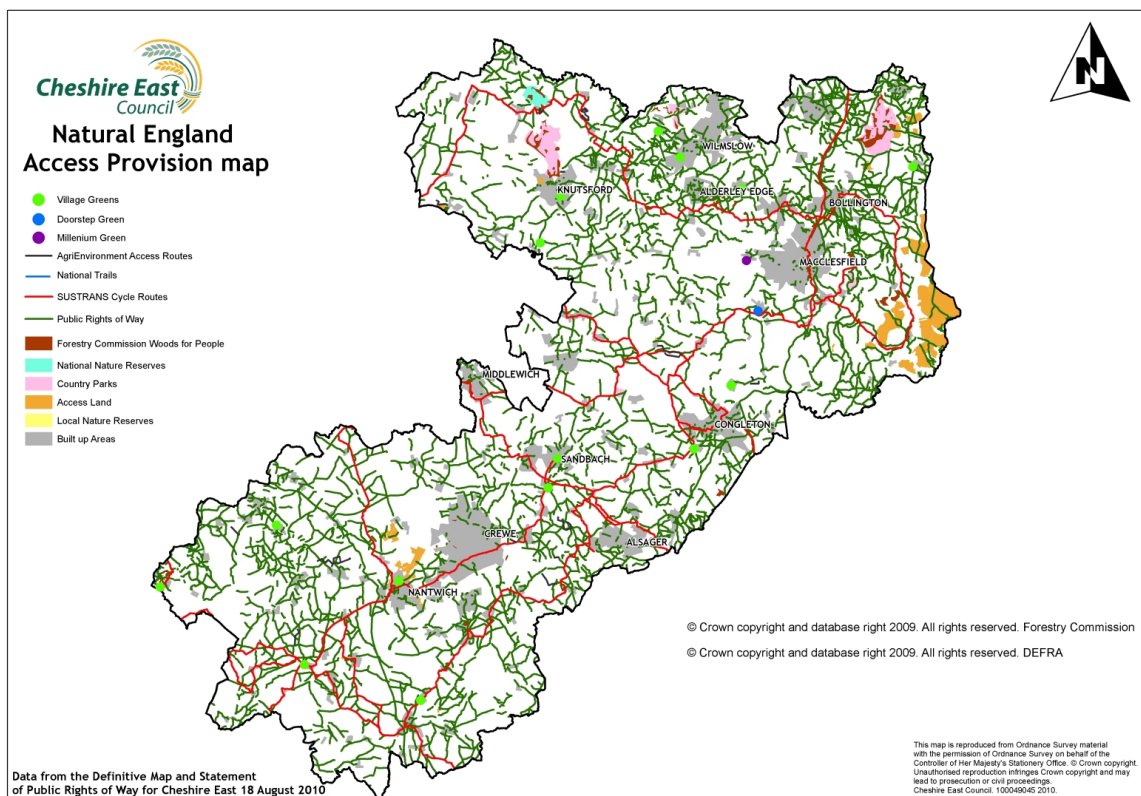 Cheshire East
Council
Natural England
Access Provision map
Village Greens
Doorstep Green
Millenium Green
AgriEnvironment Access Routes
National Trails
SUSTRANS Cycle Routes
Public Rights of Way
Forestry Commission Woods for People
National Nature Reserves
Country Parks
Access Land
Local Nature Reserves
Built up Areas
N
WILMSLOW
KNUTSFORD
ALDERLEY EDGE
BOLLINGTON
MACCLESFIELD
MIDDLEWICH
CONGLETON
SANDBACH
CREWE
ALSAGER
NANTWICH
© Crown copyright and database right 2009. All rights reserved. Forestry Commission
© Crown copyright and database right 2009. All rights reserved. DEFRA
Data from the Definitive Map and Statement
of Public Rights of Way for Cheshire East 18 August 2010
This map is reproduced from Ordnance Survey material
with the permission of Ordnance Survey on behalf of the
Controller of Her Majesty's Stationery Office. © Crown copyright.
Unauthorised reproduction infringes Crown copyright and may
lead to prosecution or civil proceedings.
Cheshire East Council. 100049045 2010.